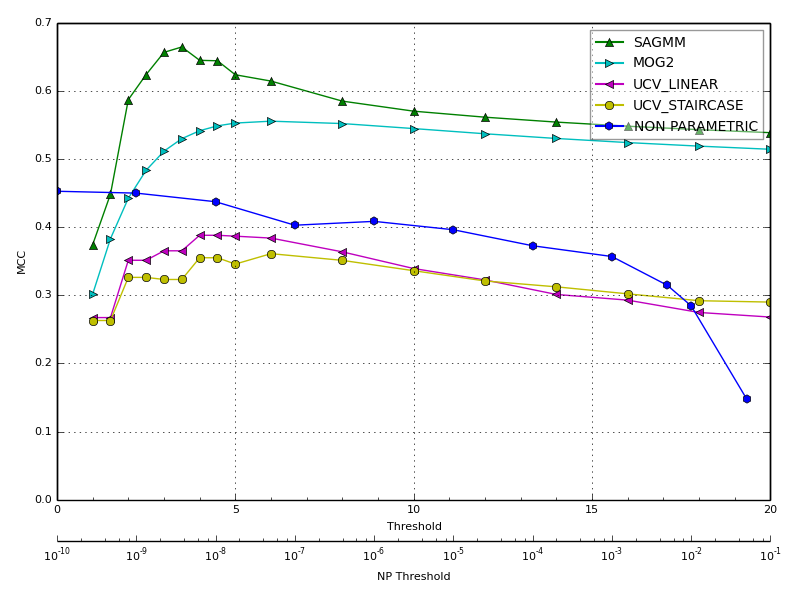 0.7
0.6
0.5
0.4
0.3
0.2
0.1
0.0
MCC
SAGMM
MOG2
UCV_LINEAR
UCV_STAIRCASE
NON PARAMETRIC
0 5 10 15 20
Threshold
10^-10 10^-9 10^-8 10^-7 10^-6 10^-5 10^-4 10^-3 10^-2 10^-1
NP Threshold